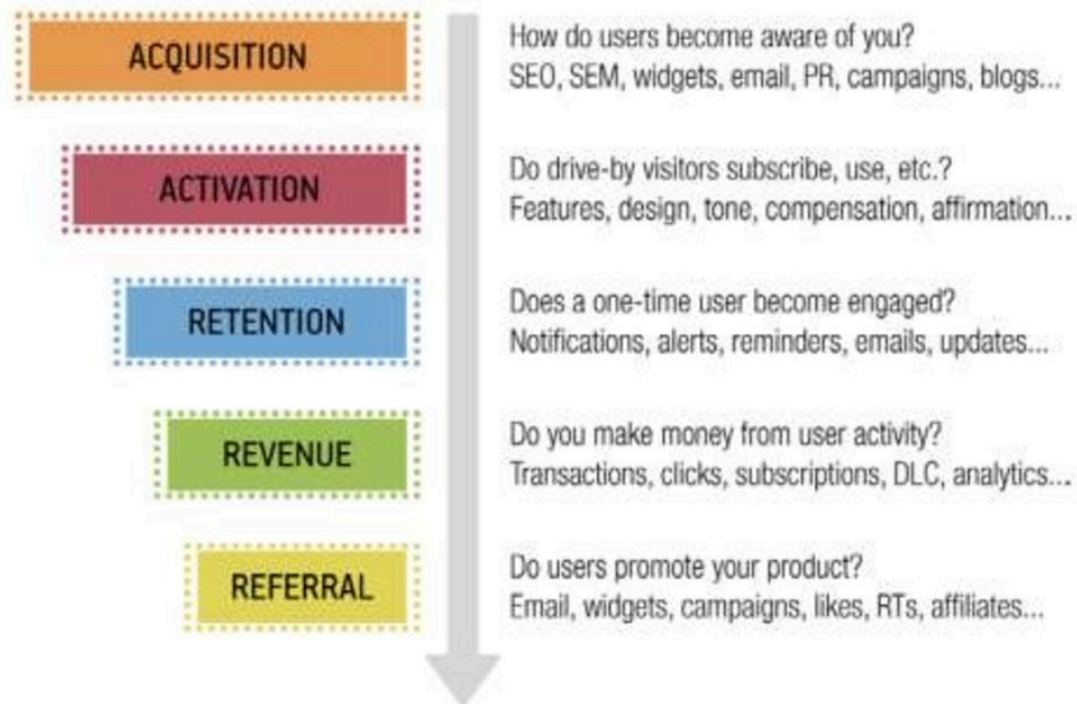 ACQUISITION
How do users become aware of you?
SEO, SEM, widgets, email, PR, campaigns, blogs...
ACTIVATION
Do drive-by visitors subscribe, use, etc.?
Features, design, tone, compensation, affirmation...
RETENTION
Does a one-time user become engaged?
Notifications, alerts, reminders, emails, updates...
REVENUE
Do you make money from user activity?
Transactions, clicks, subscriptions, DLC, analytics...
REFERRAL
Do users promote your product?
Email, widgets, campaigns, likes, RTs, affiliates...